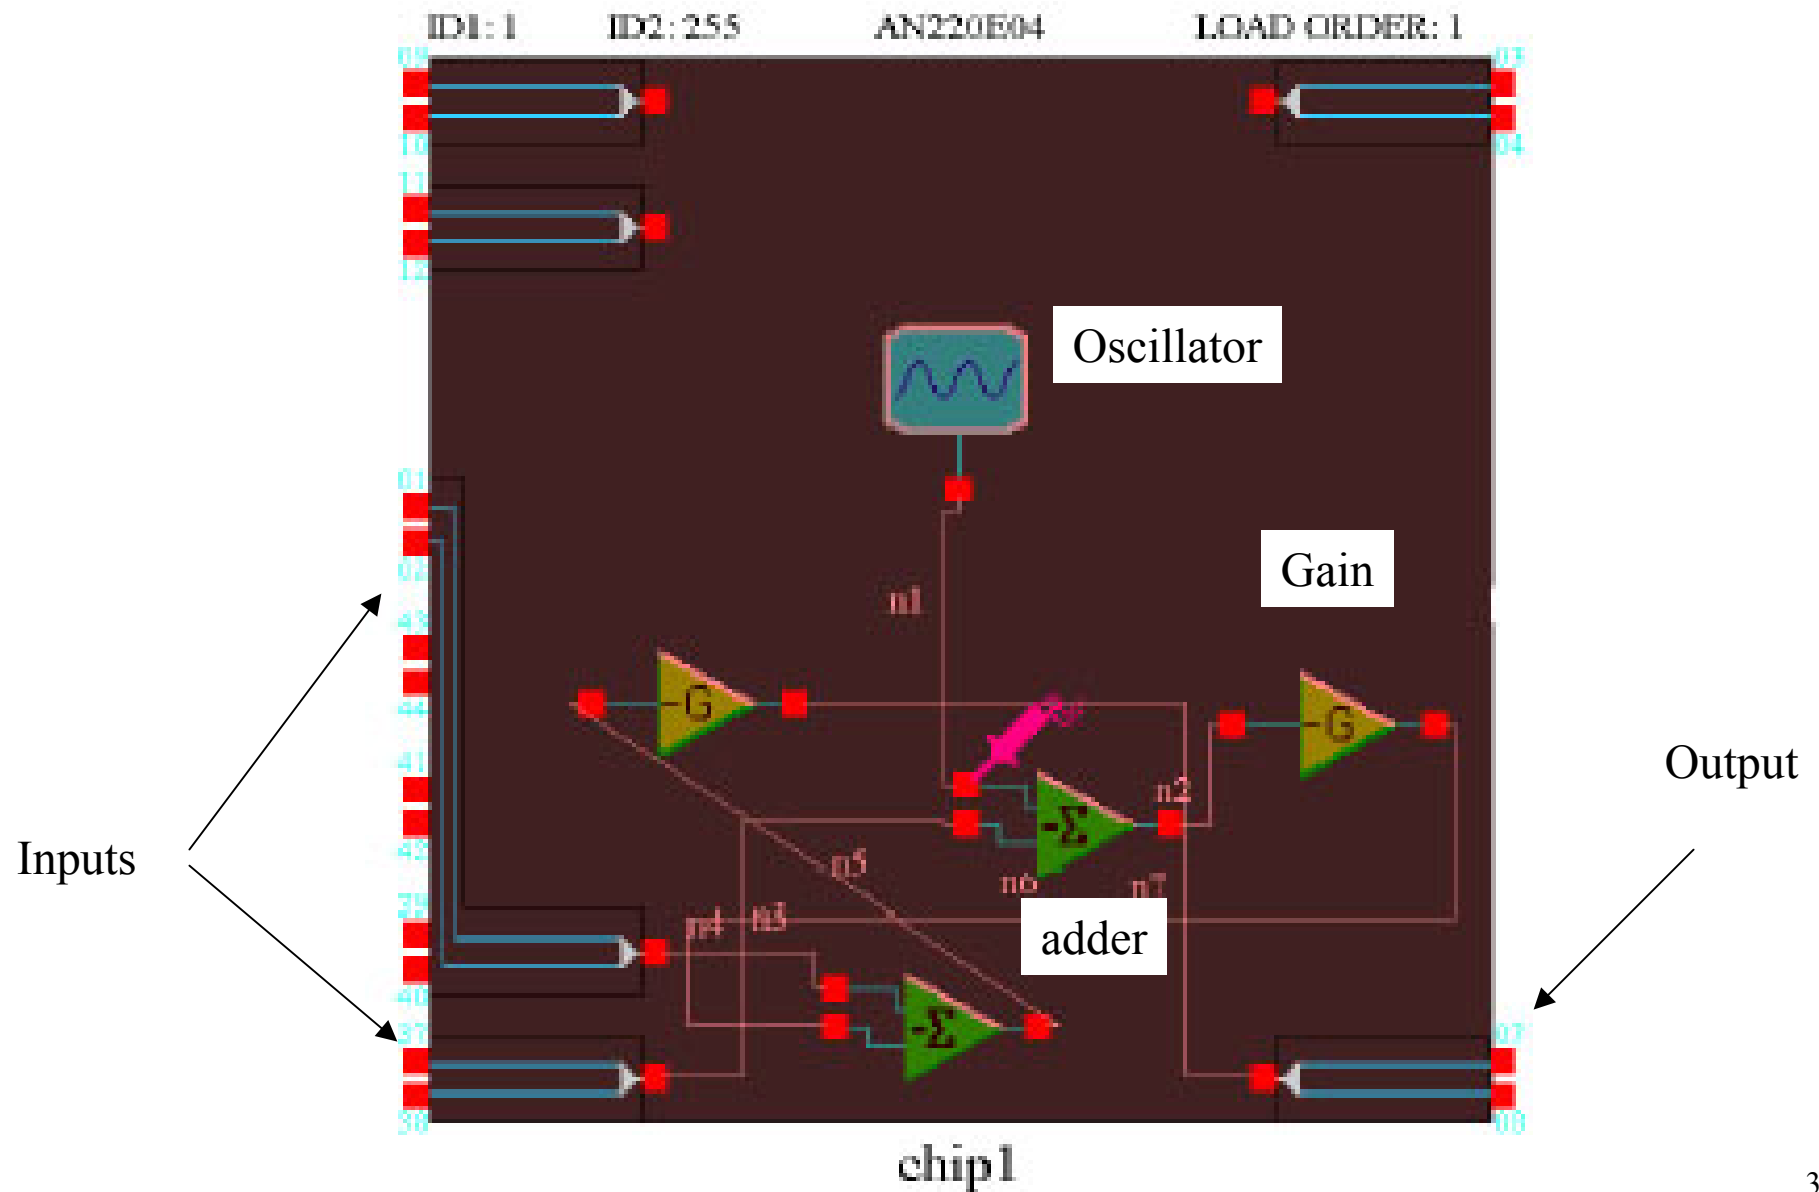 ID1: 1 ID2: 255 AN220E04 LOAD ORDER: 1
09
03
10
04
11
12
Oscillator
01
Gain
02
n1
43
-G
44
-G
41
Output
n2
-Σ
42
Inputs
n5
n6
n7
39
n4
n3
adder
40
-Σ
37
07
38
08
chip1
3